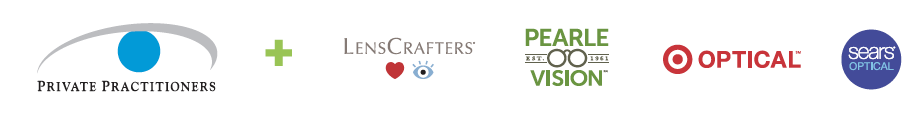 PRIVATE PRACTITIONERS
LENSCRAFTERS®
PEARLE
EST. 1961
VISION™
OPTICAL™
sears®
OPTICAL